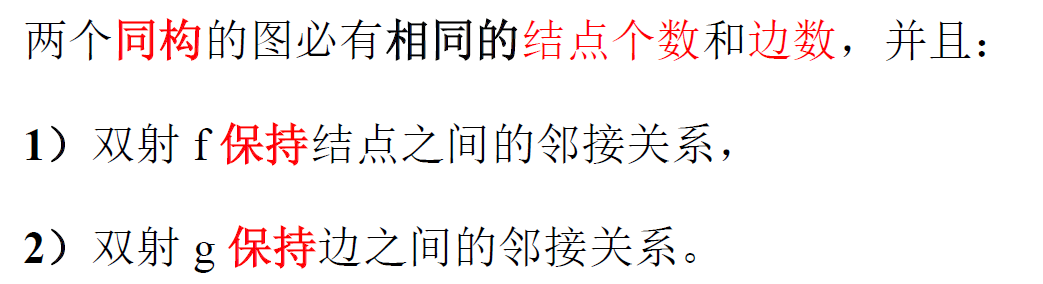 两个同构的图必有相同的结点个数和边数，并且：
1）双射 f 保持结点之间的邻接关系，
2）双射 g 保持边之间的邻接关系。